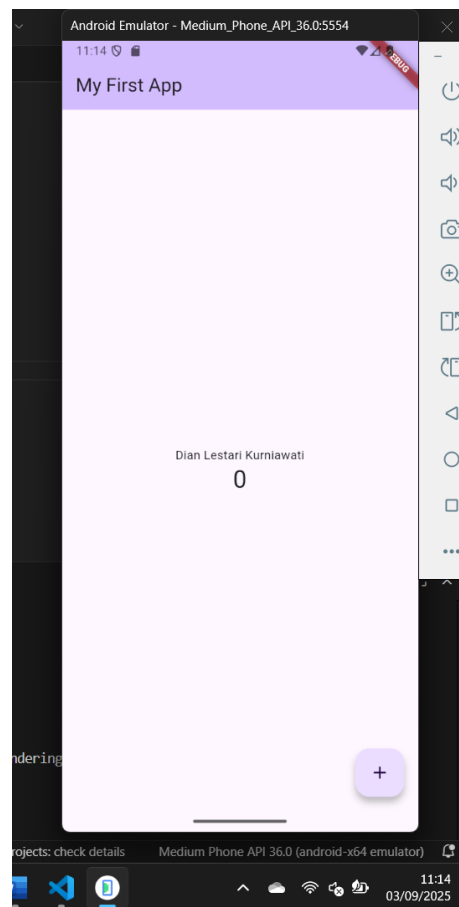 Android Emulator - Medium_Phone_API_36.0:5554
11:14
DEBUG
My First App
Dian Lestari Kurniawati
0
+
ndering
rojects: check details Medium Phone API 36.0 (android-x64 emulator)
11:14
03/09/2025